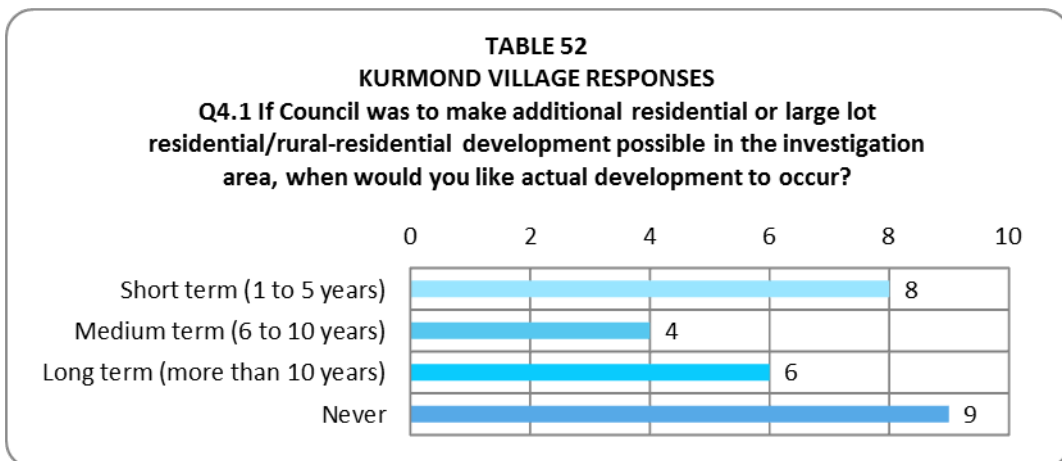 TABLE 52
KURMOND VILLAGE RESPONSES
Q4.1 If Council was to make additional residential or large lot
residential/rural-residential development possible in the investigation
area, when would you like actual development to occur?
0 2 4 6 8 10
Short term (1 to 5 years) 8
Medium term (6 to 10 years) 4
Long term (more than 10 years) 6
Never 9